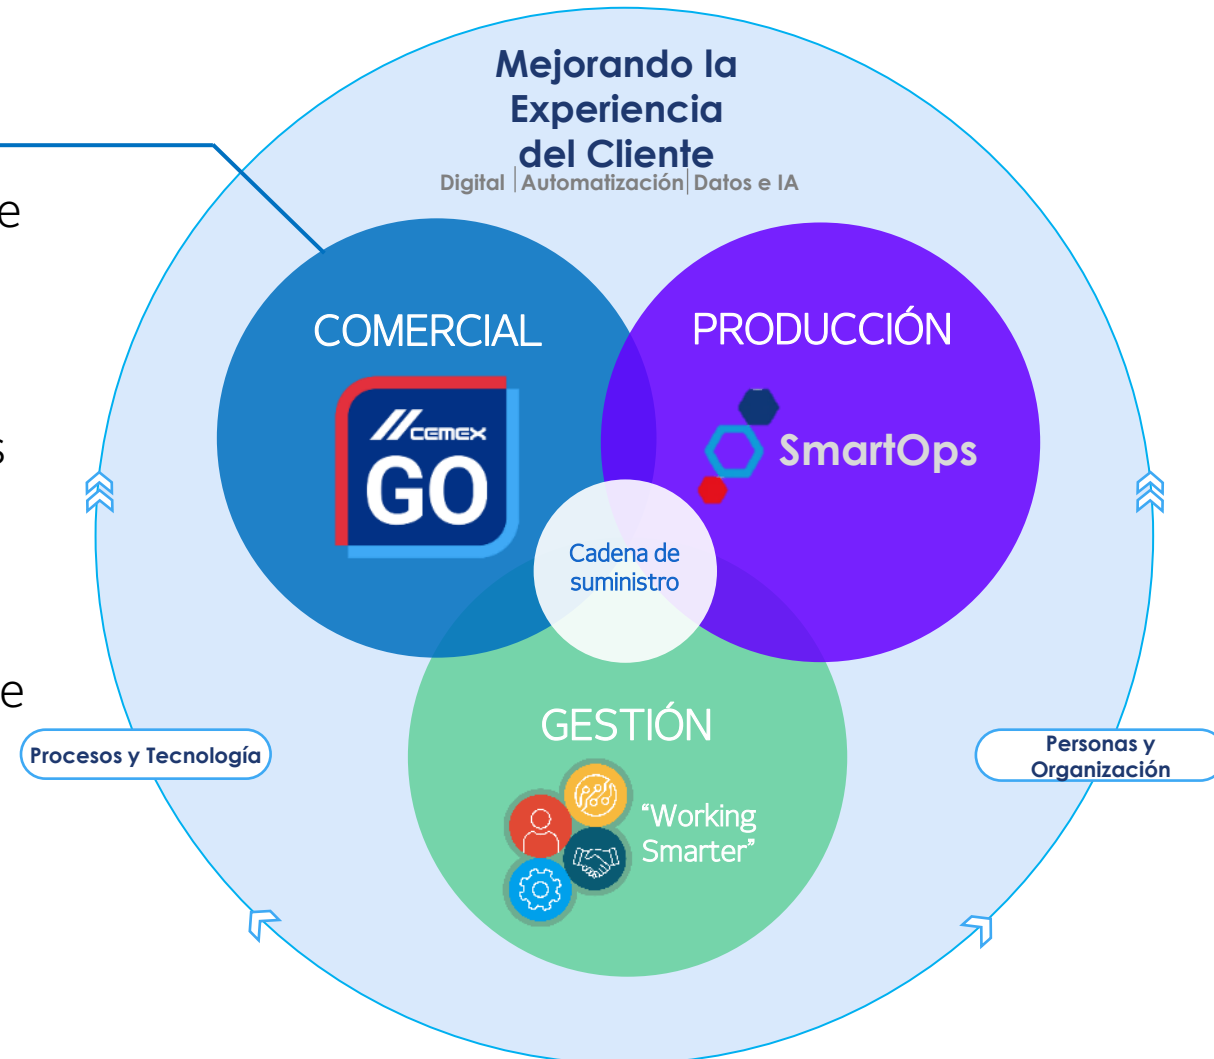 Mejorando la
Experiencia
del Cliente
Digital
Automatización
Datos e IA
e
COMERCIAL
PRODUCCIÓN
CEMEX
GO
SmartOps
s
Cadena de
suministro
e
GESTIÓN
Procesos y Tecnología
Personas y
Organización
“Working
Smarter”